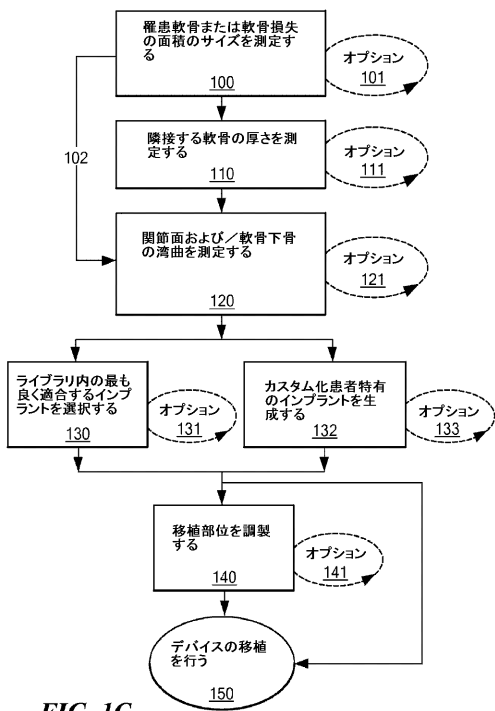 罹患軟骨または軟骨損失
の面積のサイズを測定す
る
100
オプション
101
102
隣接する軟骨の厚さを測
定する
110
オプション
111
関節面および／軟骨下骨
の湾曲を測定する
120
オプション
121
ライブラリ内の最も
良く適合するインプ
ラントを選択する
130
オプション
131
カスタム化患者特有
のインプラントを生
成する
132
オプション
133
移植部位を調製
する
140
オプション
141
デバイスの移植
を行う
150
FIG. 1C